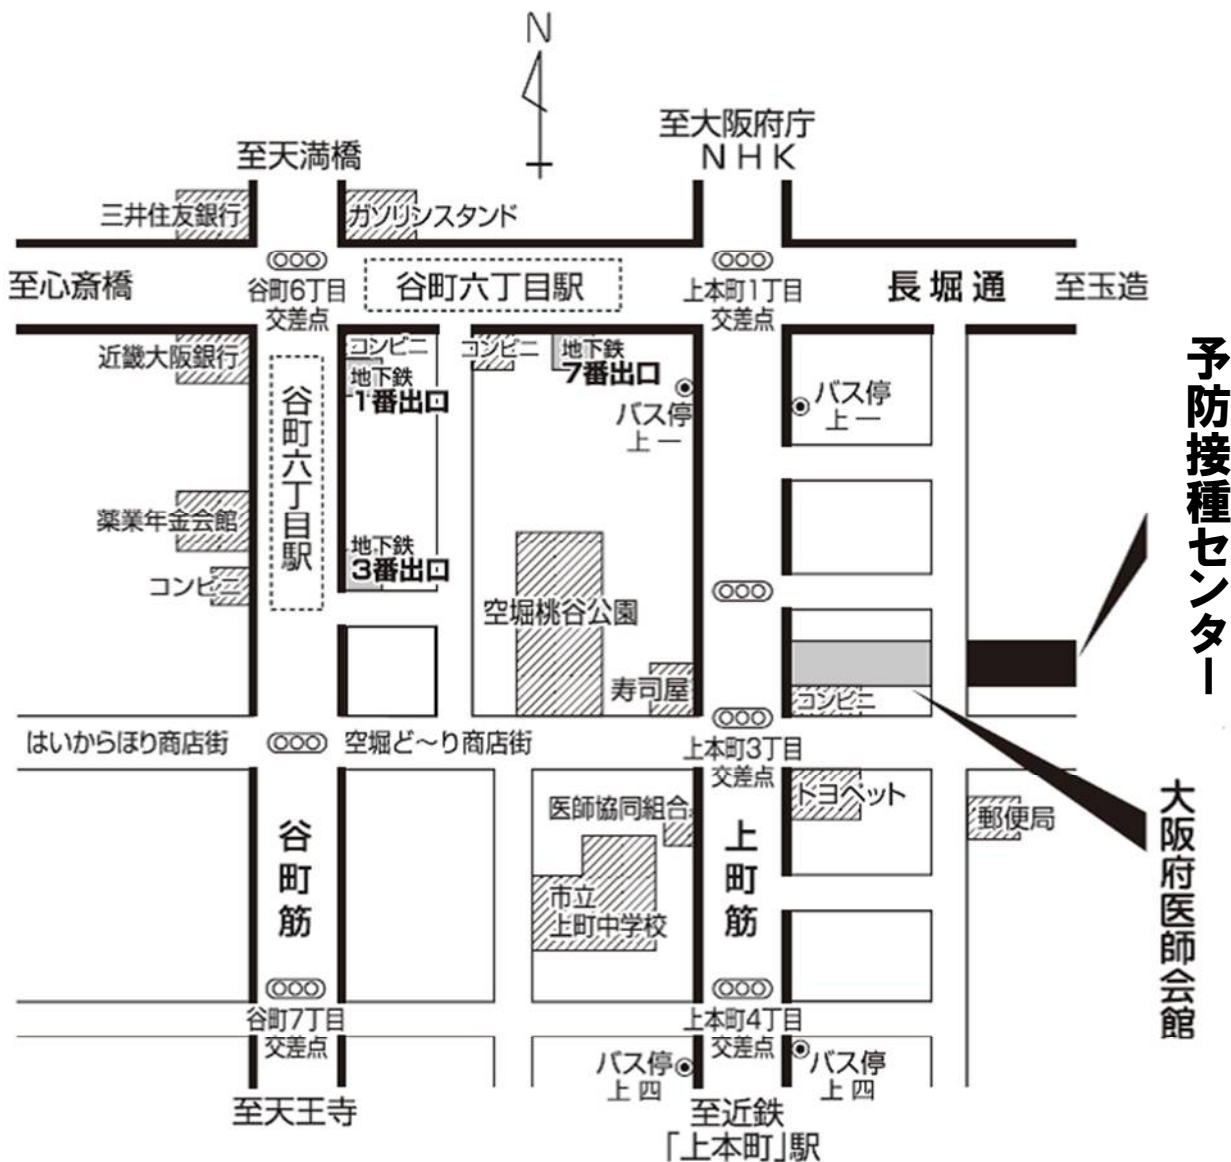 N
至大阪府庁
NHK
至天満橋
三井住友銀行
ガソリンスタンド
至心斎橋
谷町6丁目
交差点
谷町六丁目駅
上本町1丁目
交差点
長堀通
至玉造
近畿大阪銀行
コンビニ
地下鉄
1番出口
コンビニ
地下鉄
7番出口
バス停
上一
バス停
上一
谷町六丁目駅
予防接種センター
薬業年金会館
コンビニ
地下鉄
3番出口
空堀桃谷公園
寿司屋
コンビニ
はいからほり商店街
空堀ど～り商店街
上本町3丁目
交差点
トヨペット
郵便局
大阪府医師会館
医師協同組合
市立
上町中学校
谷町筋
上町筋
谷町7丁目
交差点
上本町4丁目
交差点
バス停
上四
バス停
上四
至天王寺
至近鉄
「上本町」駅